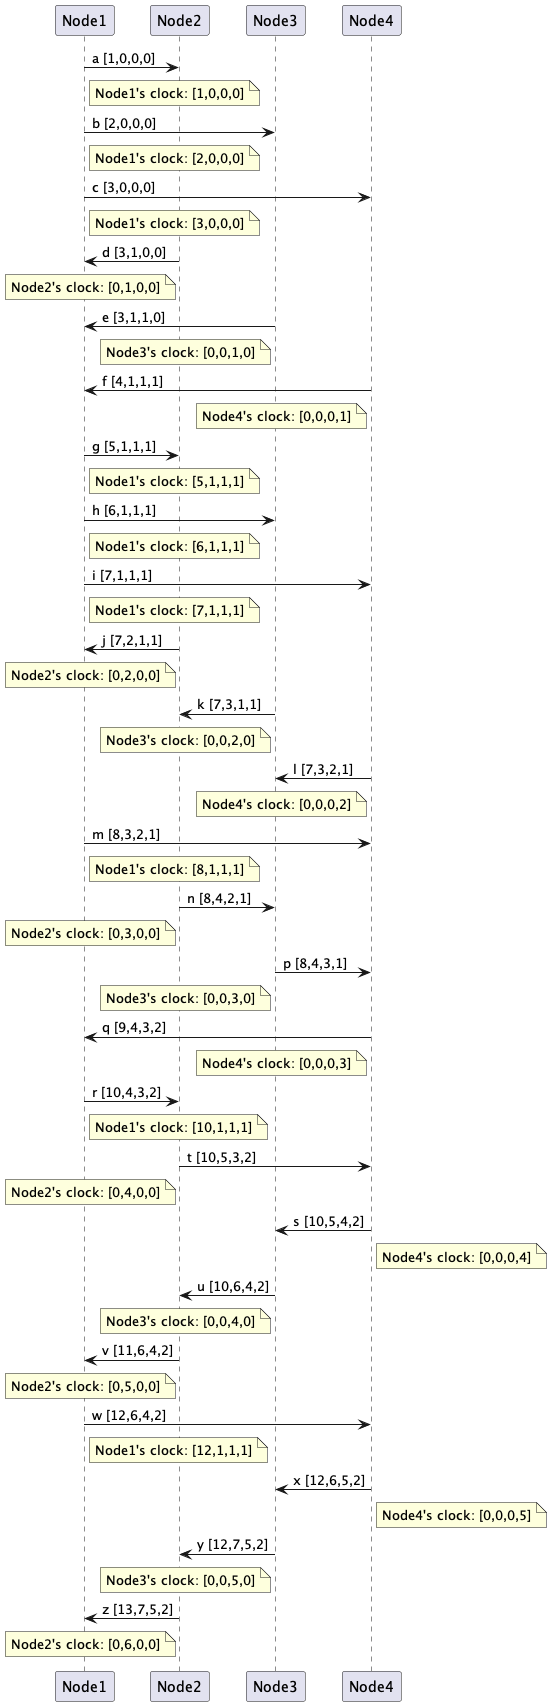 Node1 Node2 Node3 Node4
a [1,0,0,0]
Node1's clock: [1,0,0,0]
b [2,0,0,0]
Node1's clock: [2,0,0,0]
c [3,0,0,0]
Node1's clock: [3,0,0,0]
d [3,1,0,0]
Node2's clock: [0,1,0,0]
e [3,1,1,0]
Node3's clock: [0,0,1,0]
f [4,1,1,1]
Node4's clock: [0,0,0,1]
g [5,1,1,1]
Node1's clock: [5,1,1,1]
h [6,1,1,1]
Node1's clock: [6,1,1,1]
i [7,1,1,1]
Node1's clock: [7,1,1,1]
j [7,2,1,1]
Node2's clock: [0,2,0,0]
k [7,3,1,1]
Node3's clock: [0,0,2,0]
l [7,3,2,1]
Node4's clock: [0,0,0,2]
m [8,3,2,1]
Node1's clock: [8,1,1,1]
n [8,4,2,1]
Node2's clock: [0,3,0,0]
p [8,4,3,1]
Node3's clock: [0,0,3,0]
q [9,4,3,2]
Node4's clock: [0,0,0,3]
r [10,4,3,2]
Node1's clock: [10,1,1,1]
t [10,5,3,2]
Node2's clock: [0,4,0,0]
s [10,5,4,2]
Node4's clock: [0,0,0,4]
u [10,6,4,2]
Node3's clock: [0,0,4,0]
v [11,6,4,2]
Node2's clock: [0,5,0,0]
w [12,6,4,2]
Node1's clock: [12,1,1,1]
x [12,6,5,2]
Node4's clock: [0,0,0,5]
y [12,7,5,2]
Node3's clock: [0,0,5,0]
z [13,7,5,2]
Node2's clock: [0,6,0,0]
Node1 Node2 Node3 Node4